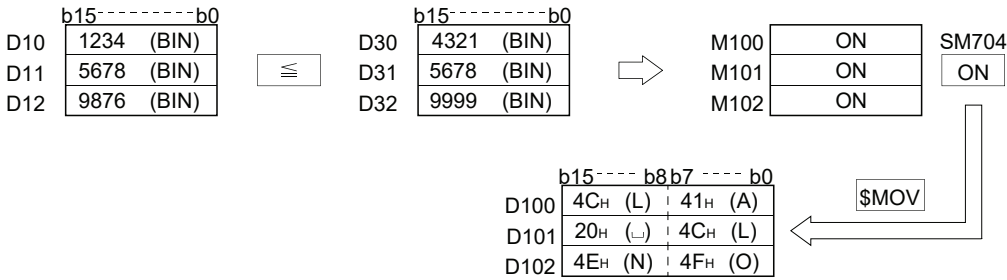 b15 b0 b15 b0
D10 1234 (BIN) D30 4321 (BIN) M100 ON SM704
D11 5678 (BIN) ≦ D31 5678 (BIN) M101 ON ON
D12 9876 (BIN) D32 9999 (BIN) M102 ON
b15 b8 b7 b0
D100 4CH (L) 41H (A) $MOV
D101 20H (␣) 4CH (L)
D102 4EH (N) 4FH (O)